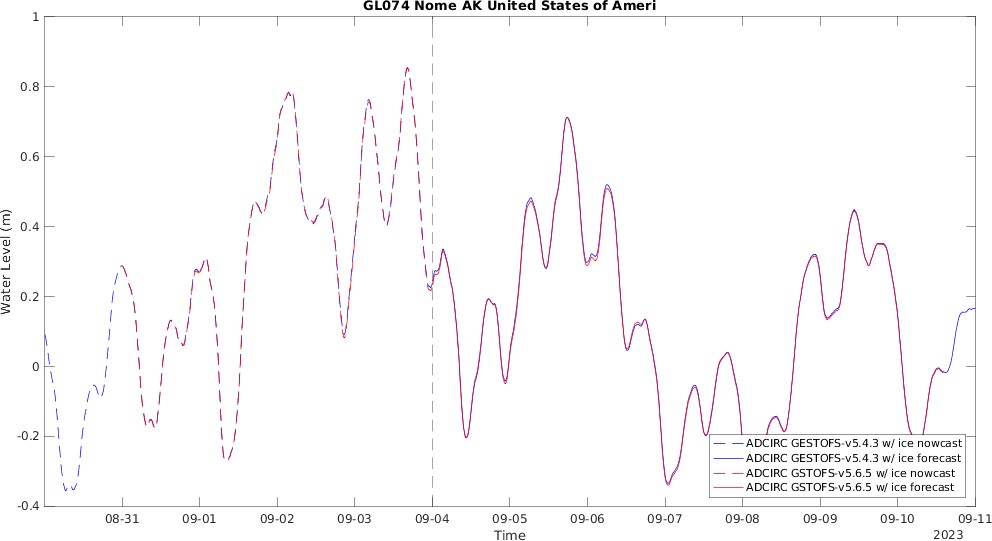 GL074 Nome AK United States of Ameri
1
0.8
0.6
0.4
0.2
0
-0.2
-0.4
Water Level (m)
ADCIRC GESTOFS-v5.4.3 w/ ice nowcast
ADCIRC GESTOFS-v5.4.3 w/ ice forecast
ADCIRC GSTOFS-v5.6.5 w/ ice nowcast
ADCIRC GSTOFS-v5.6.5 w/ ice forecast
08-31 09-01 09-02 09-03 09-04 09-05 09-06 09-07 09-08 09-09 09-10 09-11
Time
2023